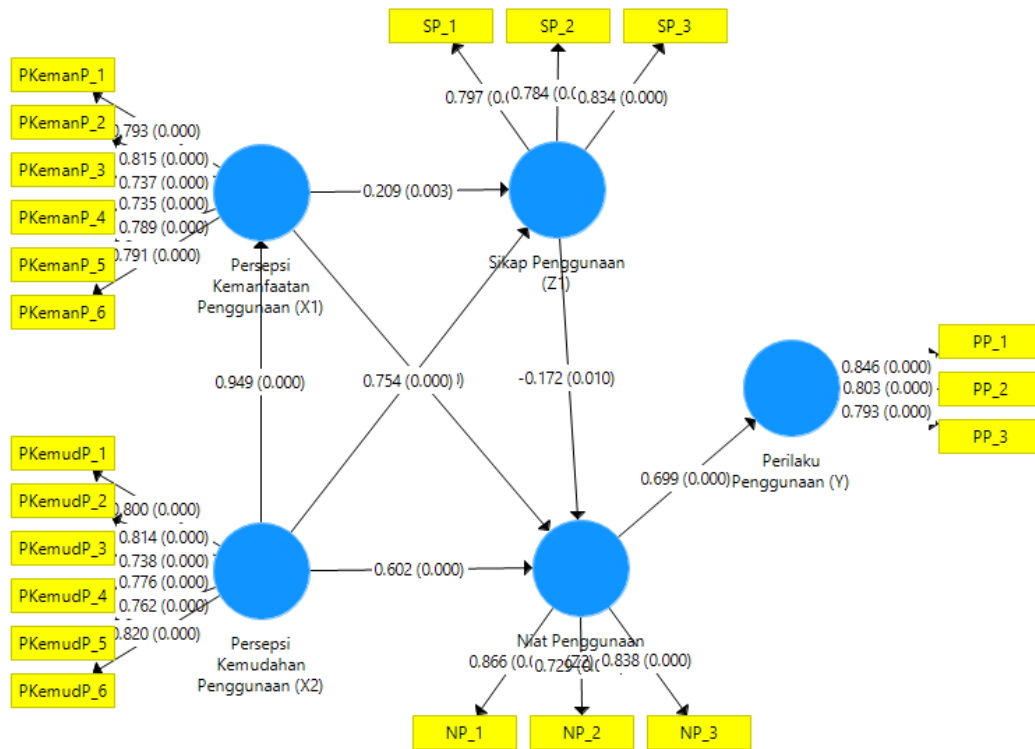 SP_1
SP_2
SP_3
0.797
0.784
0.834 (0.000)
PKemanP_1
PKemanP_2
PKemanP_3
PKemanP_4
PKemanP_5
PKemanP_6
0.793 (0.000)
0.815 (0.000)
0.737 (0.000)
0.735 (0.000)
0.789 (0.000)
0.791 (0.000)
Persepsi
Kemanfaatan
Penggunaan (X1)
0.209 (0.003)
Sikap Penggunaan
(Z1)
0.949 (0.000)
0.754 (0.000)
-0.172 (0.010)
PP_1
PP_2
PP_3
0.846 (0.000)
0.803 (0.000)
0.793 (0.000)
Perilaku
Penggunaan (Y)
0.699 (0.000)
PKemudP_1
PKemudP_2
PKemudP_3
PKemudP_4
PKemudP_5
PKemudP_6
0.800 (0.000)
0.814 (0.000)
0.738 (0.000)
0.776 (0.000)
0.762 (0.000)
0.820 (0.000)
Persepsi
Kemudahan
Penggunaan (X2)
0.602 (0.000)
Niat Penggunaan
(Z2)
0.866
0.729
0.838 (0.000)
NP_1
NP_2
NP_3